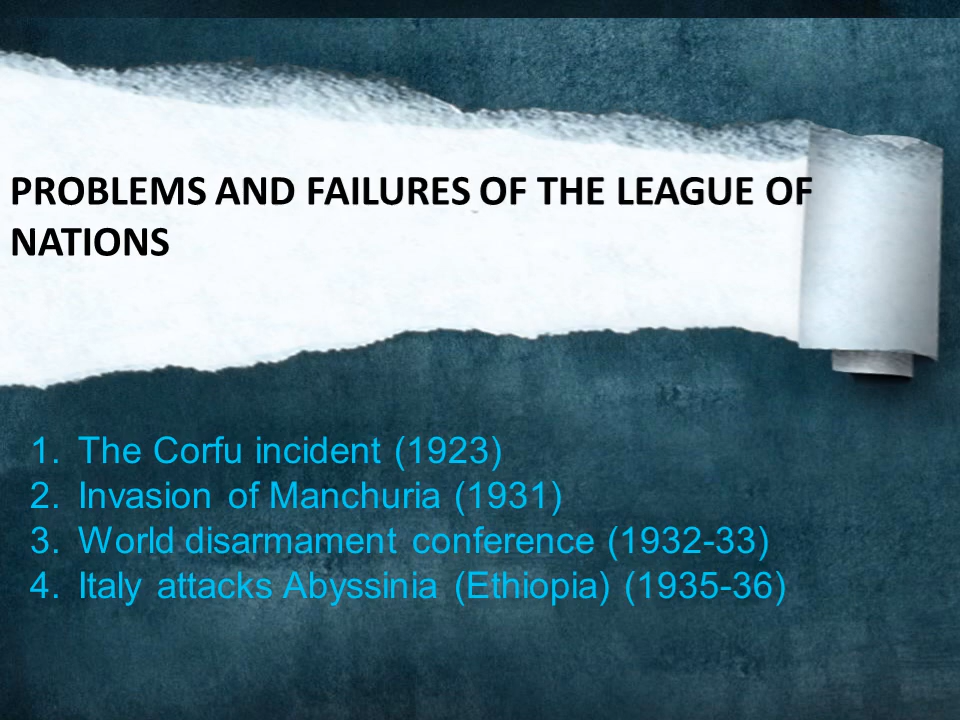 PROBLEMS AND FAILURES OF THE LEAGUE OF
NATIONS
1. The Corfu incident (1923)
2. Invasion of Manchuria (1931)
3. World disarmament conference (1932-33)
4. Italy attacks Abyssinia (Ethiopia) (1935-36)